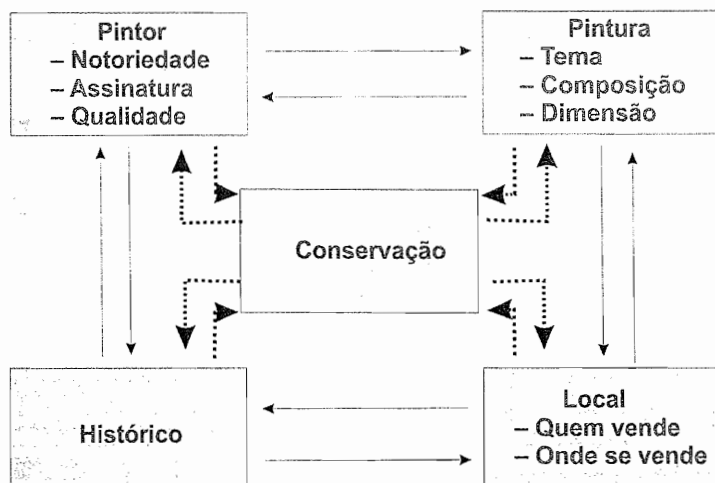 Pintor
– Notoriedade
– Assinatura
– Qualidade
Pintura
– Tema
– Composição
– Dimensão
Conservação
Histórico
Local
– Quem vende
– Onde se vende